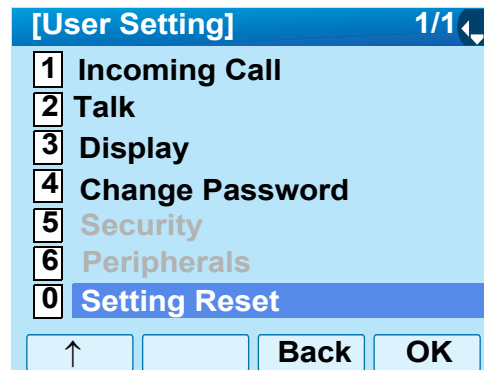 [User Setting] 1/1
1 Incoming Call
2 Talk
3 Display
4 Change Password
5 Security
6 Peripherals
0 Setting Reset
↑ Back OK